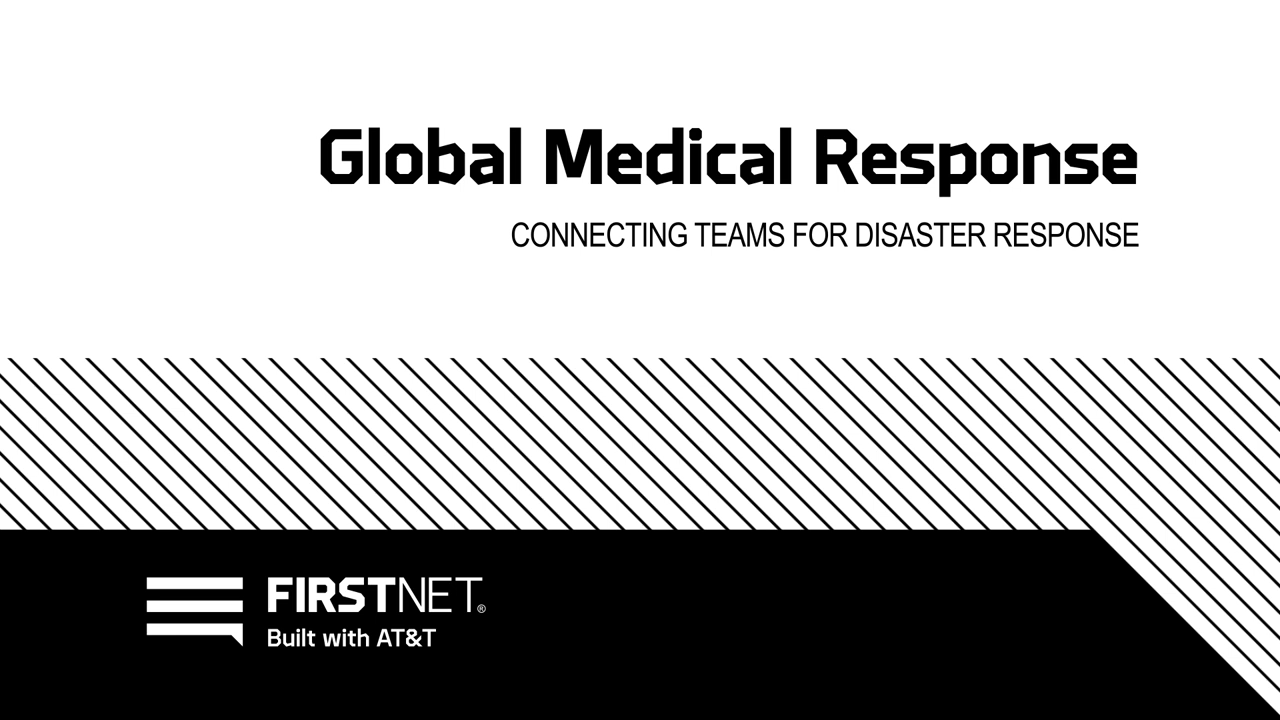 Global Medical Response
CONNECTING TEAMS FOR DISASTER RESPONSE
FIRSTNET®
Built with AT&T